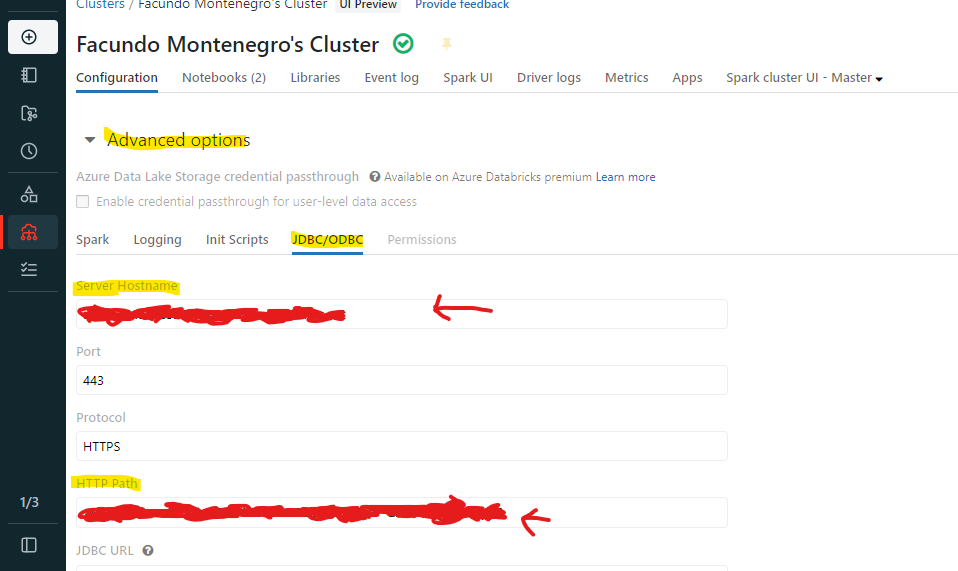 Clusters / Facundo Montenegro's Cluster UI Preview Provide feedback
Facundo Montenegro's Cluster
Configuration Notebooks (2) Libraries Event log Spark UI Driver logs Metrics Apps Spark cluster UI - Master
Advanced options
Azure Data Lake Storage credential passthrough Available on Azure Databricks premium Learn more
Enable credential passthrough for user-level data access
Spark Logging Init Scripts JDBC/ODBC Permissions
Server Hostname
Port
443
Protocol
HTTPS
HTTP Path
1/3
JDBC URL